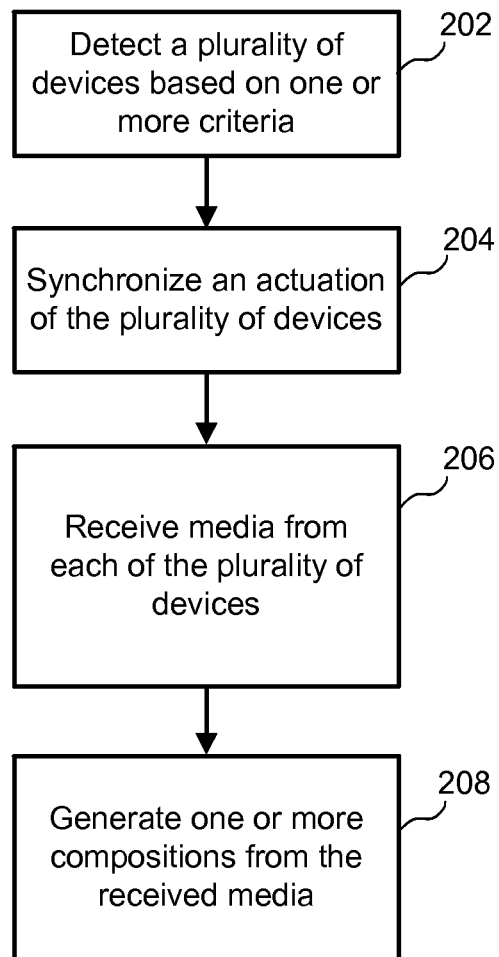 202
Detect a plurality of
devices based on one or
more criteria
204
Synchronize an actuation
of the plurality of devices
206
Receive media from
each of the plurality of
devices
208
Generate one or more
compositions from the
received media